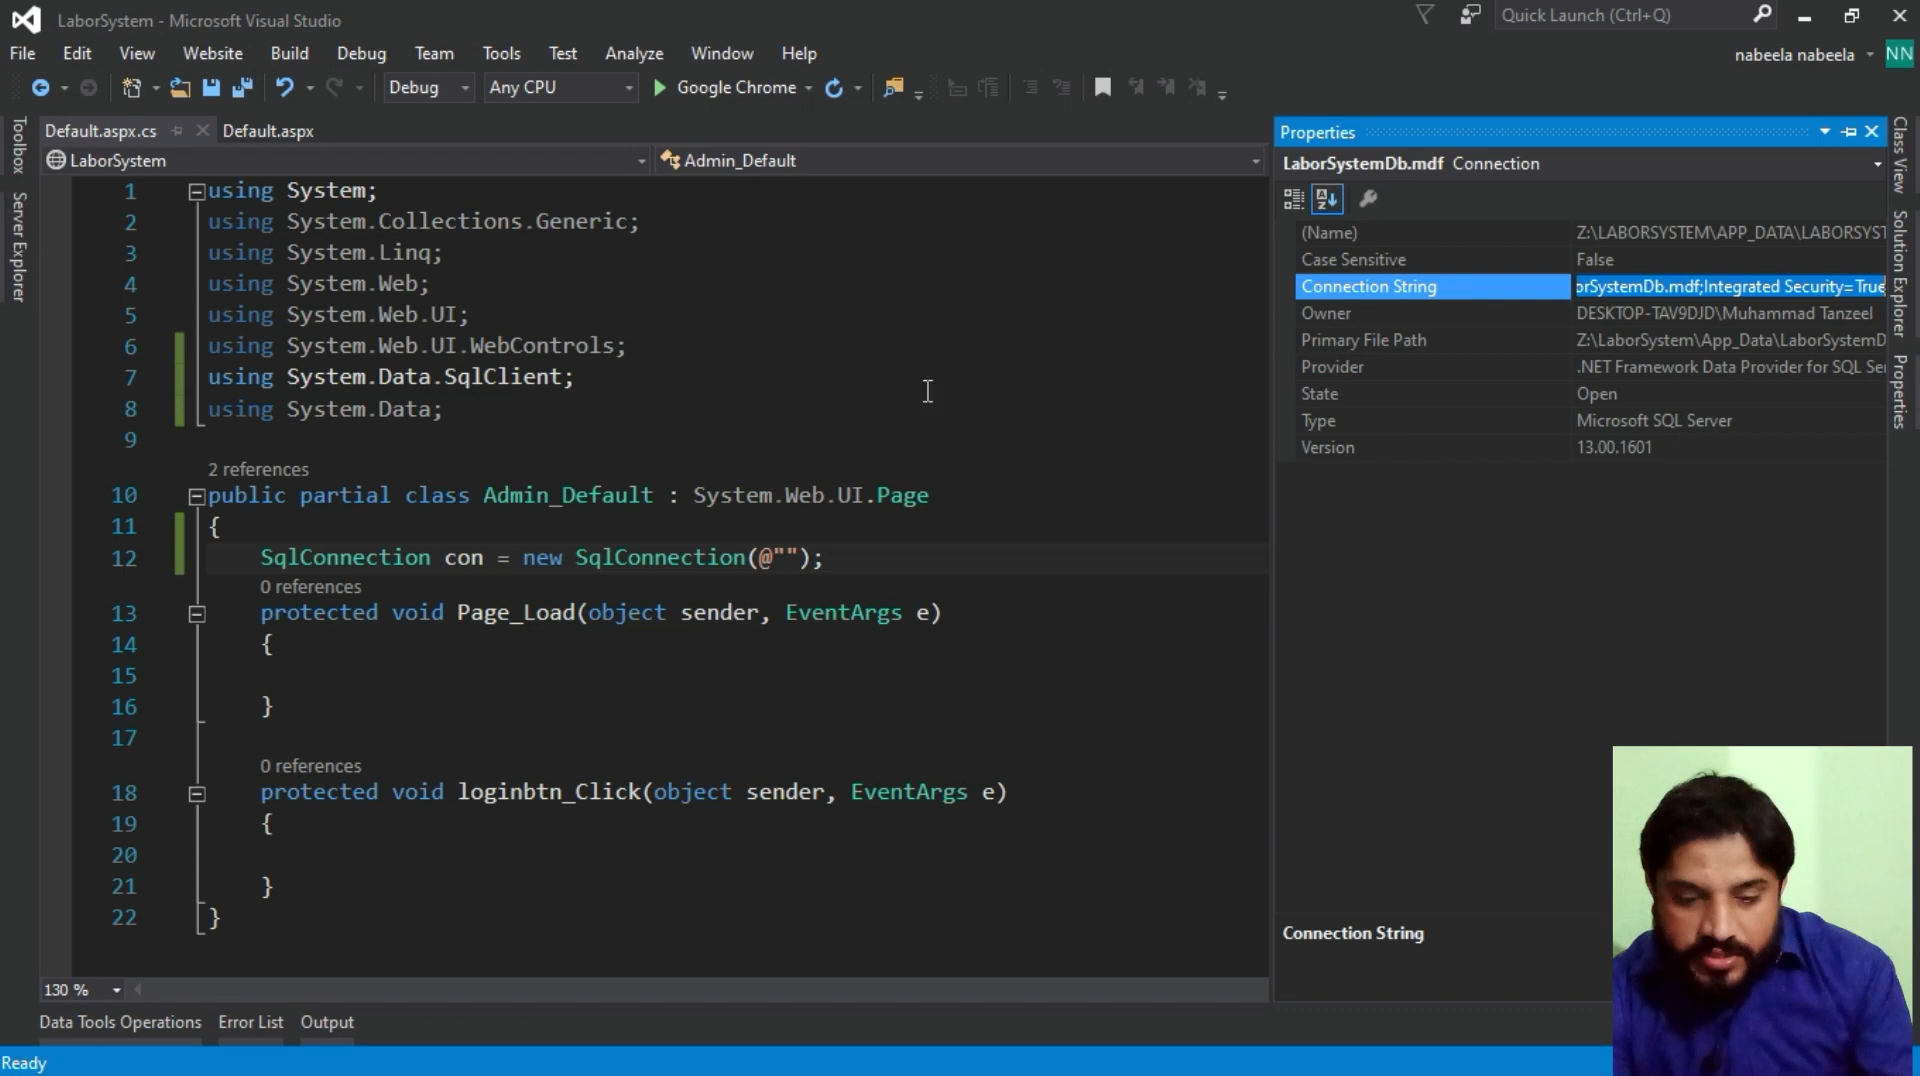 LaborSystem - Microsoft Visual Studio
Quick Launch (Ctrl+Q)
File Edit View Website Build Debug Team Tools Test Analyze Window Help
nabeela nabeela NN
Debug Any CPU Google Chrome
Toolbox
Server Explorer
Default.aspx.cs Default.aspx
LaborSystem Admin_Default
1 using System;
2 using System.Collections.Generic;
3 using System.Linq;
4 using System.Web;
5 using System.Web.UI;
6 using System.Web.UI.WebControls;
7 using System.Data.SqlClient;
8 using System.Data;
9
2 references
10 public partial class Admin_Default : System.Web.UI.Page
11 {
12 SqlConnection con = new SqlConnection(@"");
0 references
13 protected void Page_Load(object sender, EventArgs e)
14 {
15
16 }
17
0 references
18 protected void loginbtn_Click(object sender, EventArgs e)
19 {
20
21 }
22 }
130 %
Properties
LaborSystemDb.mdf Connection
(Name) Z:\LABORSYSTEM\APP_DATA\LABORSYST
Case Sensitive False
Connection String orSystemDb.mdf;Integrated Security=True
Owner DESKTOP-TAV9DJD\Muhammad Tanzeel
Primary File Path Z:\LaborSystem\App_Data\LaborSystemD
Provider .NET Framework Data Provider for SQL Se
State Open
Type Microsoft SQL Server
Version 13.00.1601
Connection String
Class View
Solution Explorer
Properties
Data Tools Operations Error List Output
Ready